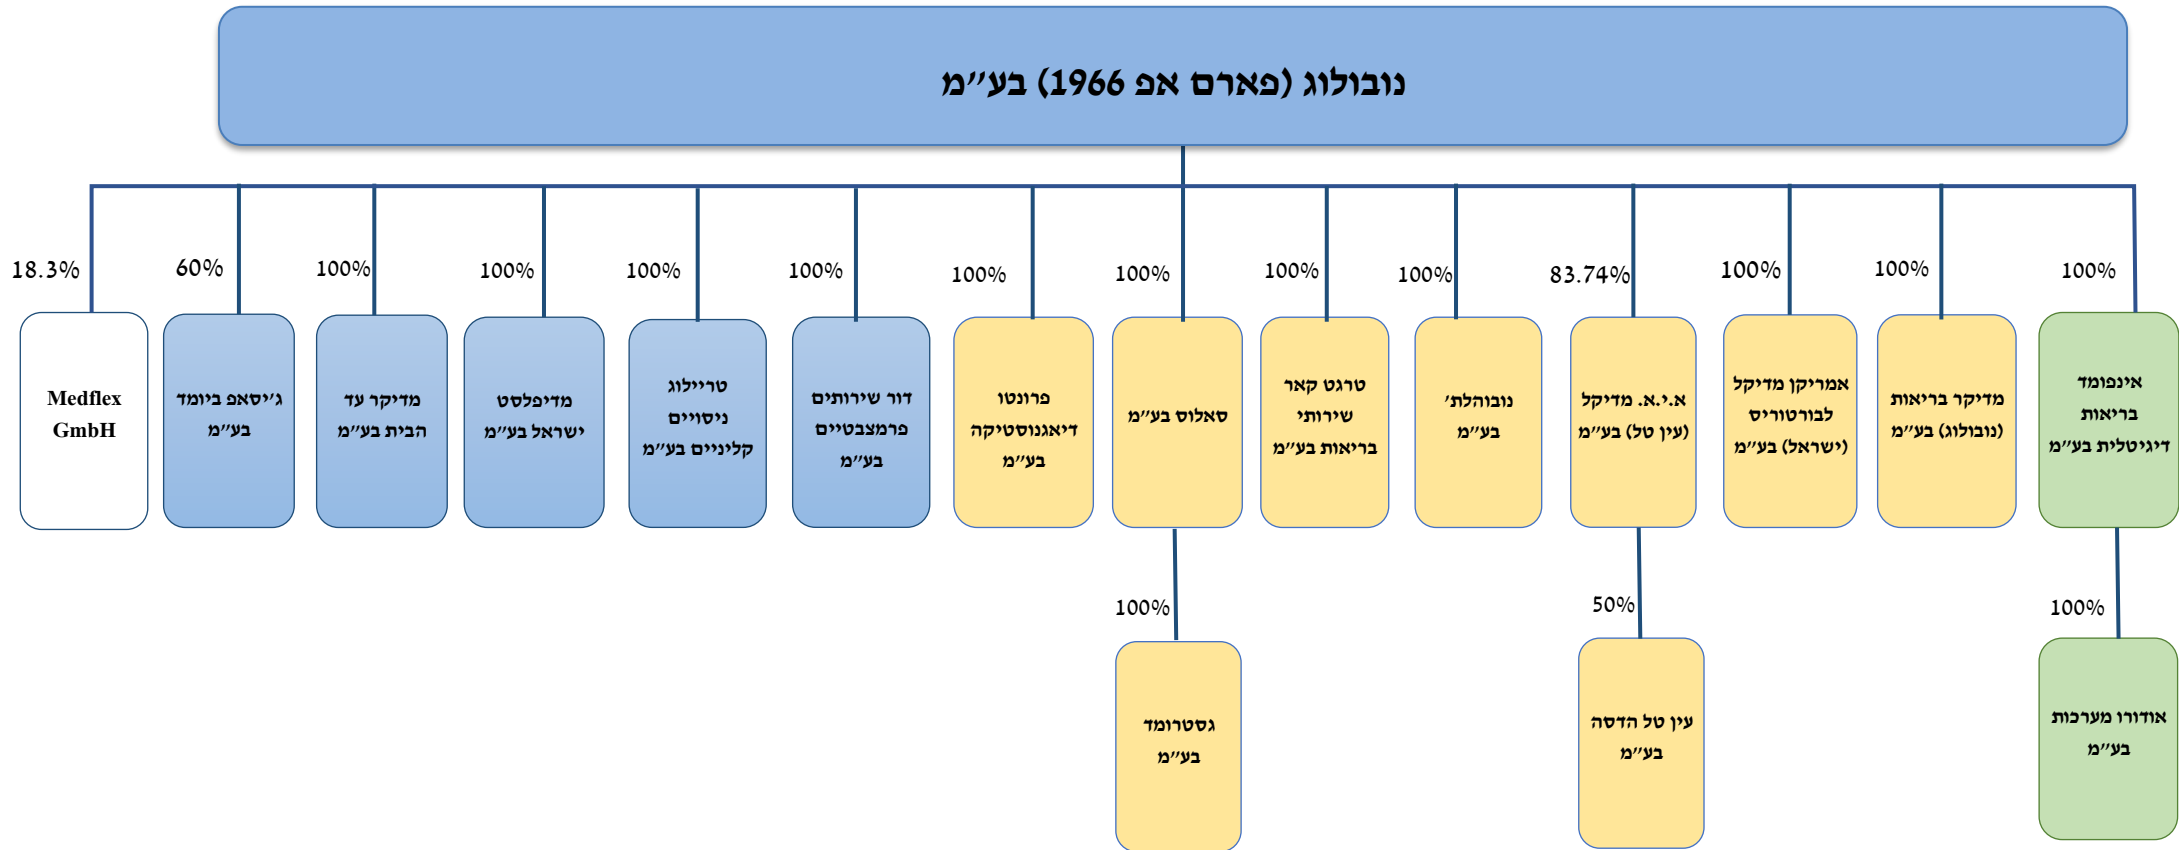 נובולוג (פארם אפ 1966) בע״מ
100%
100%
100%
83.74%
100%
100%
100%
100%
100%
100%
100%
100%
60%
18.3%
אינפומד
בריאות
דיגיטלית בע״מ
מדיקר בריאות
(נובולוג) בע״מ
אמריקן מדיקל
לבורטוריס
(ישראל) בע״מ
א.י.א. מדיקל
(עין טל) בע״מ
נובוהלת׳
בע״מ
טרגט קאר
שירותי
בריאות בע״מ
סאלוס בע״מ
פרונטו
דיאגנוסטיקה
בע״מ
דור שירותים
פרמצבטיים
בע״מ
טריילוג
ניסויים
קליניים בע״מ
מדיפלסט
ישראל בע״מ
מדיקר עד
הבית בע״מ
ג׳יסאפ ביומד
בע״מ
Medflex
GmbH
100%
50%
100%
אודורו מערכות
בע״מ
עין טל הדסה
בע״מ
גסטרומד
בע״מ